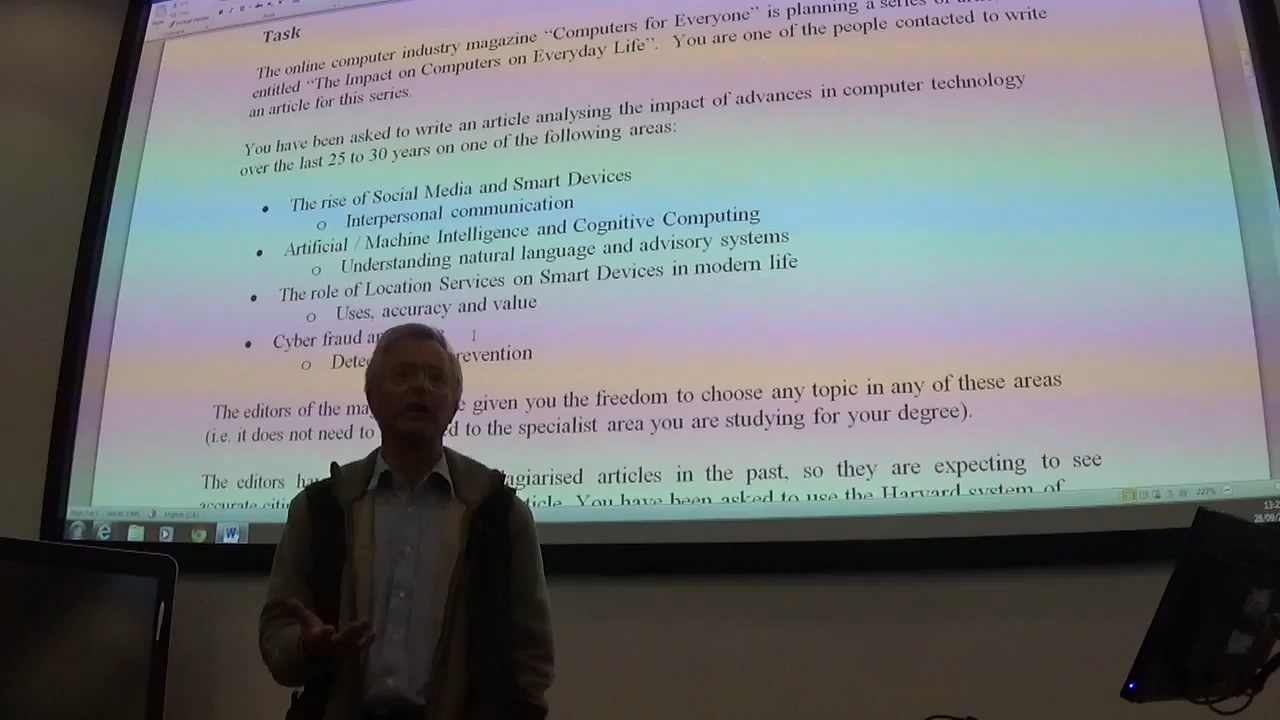 Task
The online computer industry magazine “Computers for Everyone” is planning a series of
entitled “The Impact on Computers on Everyday Life”. You are one of the people contacted to write
an article for this series.
You have been asked to write an article analysing the impact of advances in computer technology
over the last 25 to 30 years on one of the following areas:
• The rise of Social Media and Smart Devices
o Interpersonal communication
• Artificial / Machine Intelligence and Cognitive Computing
o Understanding natural language and advisory systems
• The role of Location Services on Smart Devices in modern life
o Uses, accuracy and value
• Cyber fraud
o
The editors of the given you the freedom to choose any topic in any of these areas
(i.e. it does not need to to the specialist area you are studying for your degree).
The editors articles in the past, so they are expecting to see
accurate You have been asked to use the Harvard system of
227%
13:2